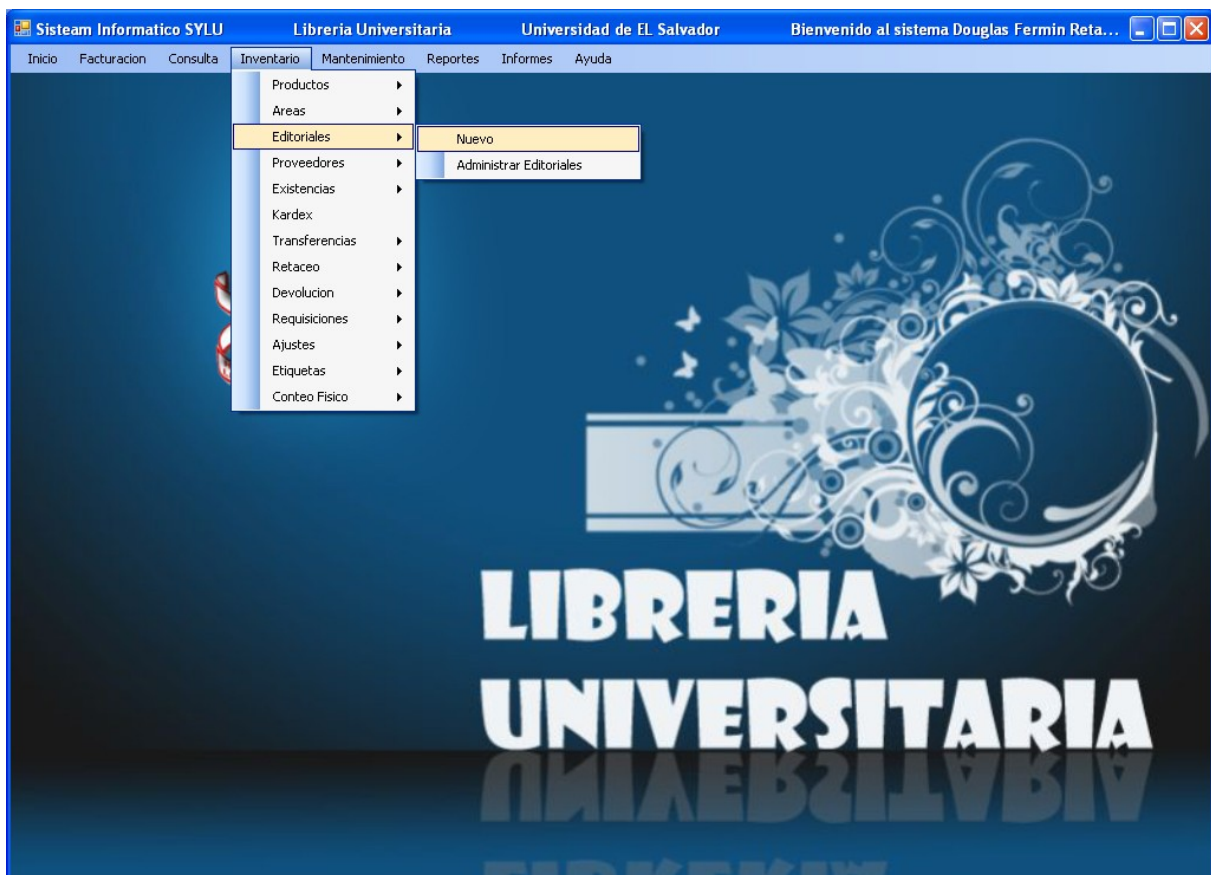 Sisteam Informatico SYLU Libreria Universitaria Universidad de EL Salvador Bienvenido al sistema Douglas Fermin Reta...
Inicio Facturacion Consulta Inventario Mantenimiento Reportes Informes Ayuda
Productos
Areas
Editoriales
Nuevo
Proveedores
Administrar Editoriales
Existencias
Kardex
Transferencias
Retaceo
Devolucion
Requisiciones
Ajustes
Etiquetas
Conteo Fisico
LIBRERIA
UNIVERSITARIA